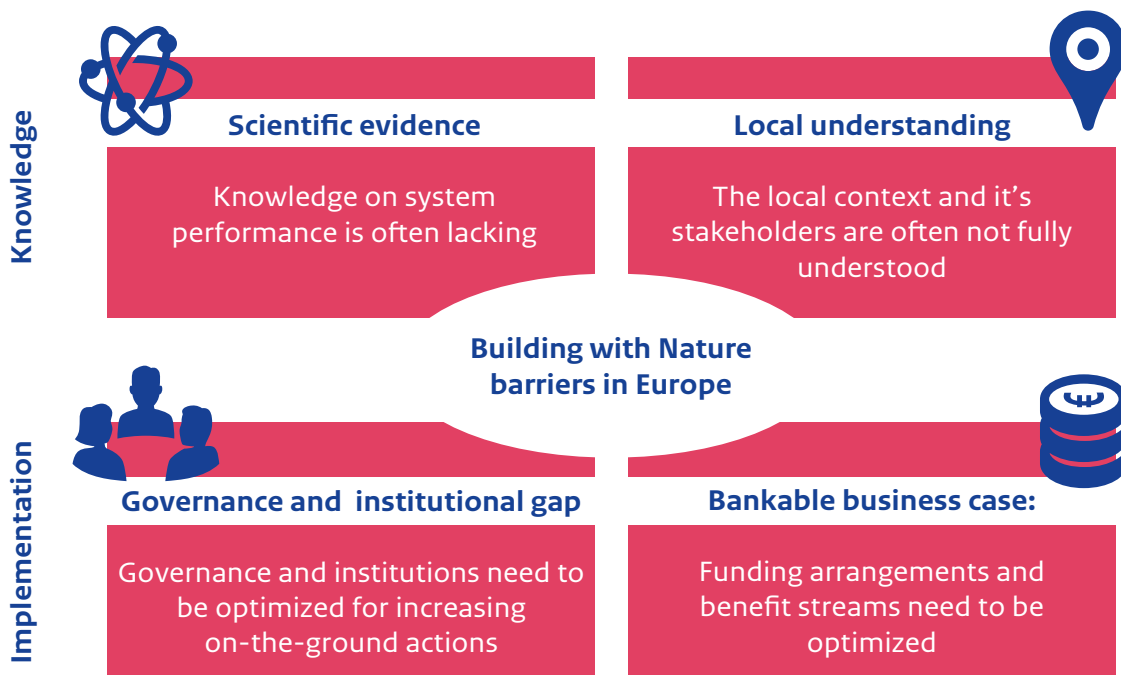 Knowledge
Scientific evidence
Knowledge on system
performance is often lacking
Local understanding
The local context and it's
stakeholders are often not fully
understood
Building with Nature
barriers in Europe
Implementation
Governance and  institutional gap
Governance and institutions need to
be optimized for increasing
on-the-ground actions
Bankable business case:
Funding arrangements and
benefit streams need to be
optimized